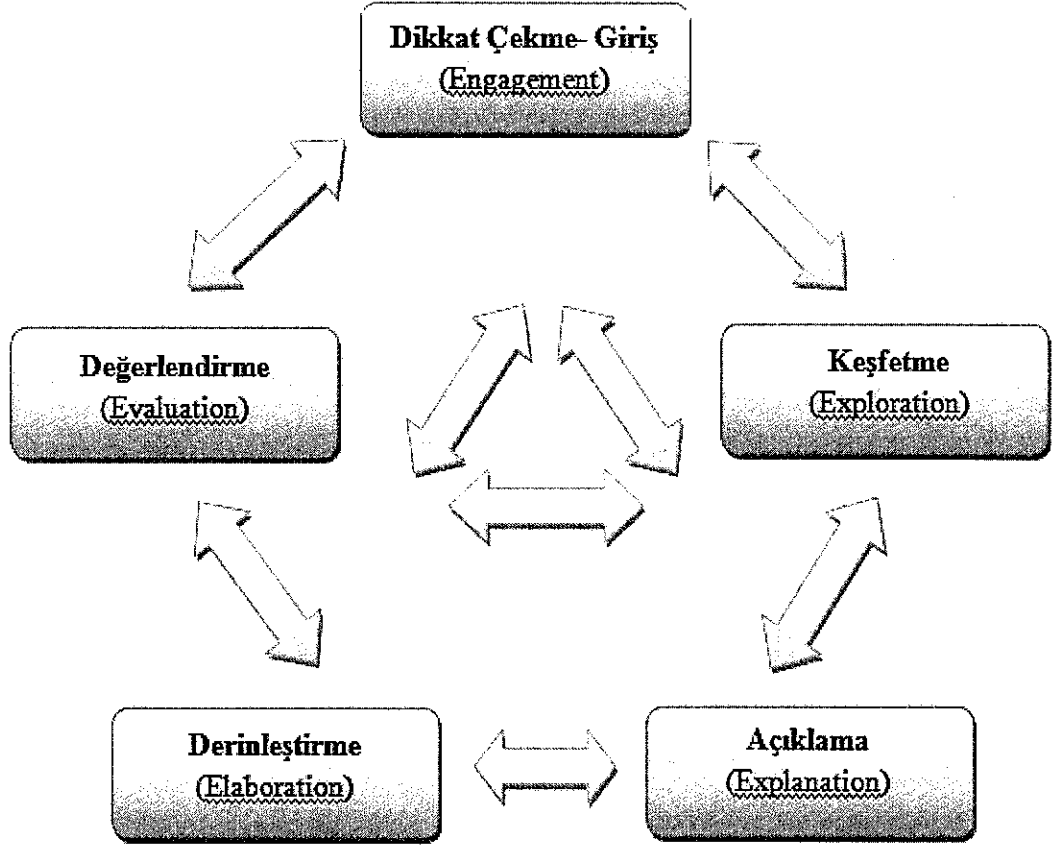 Dikkat Çekme- Giriş
(Engagement)
Değerlendirme
(Evaluation)
Keşfetme
(Exploration)
Derinleştirme
(Elaboration)
Açıklama
(Explanation)